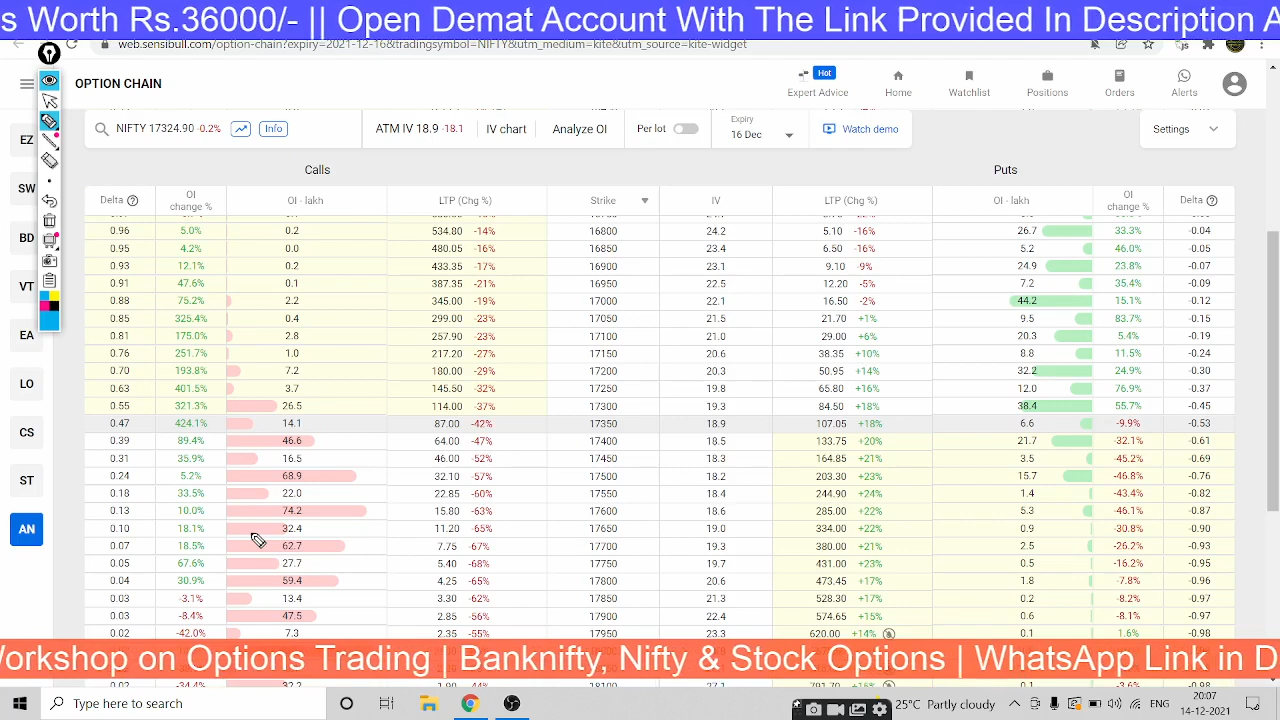 s Worth Rs.36000/- || Open Demat Account With The Link Provided In Description A
web.sensibull.com/option-chain?expiry=2021-12-16&tradingsymbol=NIFTY&utm_medium=kite&utm_source=kite-widget
OPTION CHAIN
Hot
Expert Advice Home Watchlist Positions Orders Alerts
NIFTY 17324.90 -0.2% Info ATM IV 18.9 -18.1 IV chart Analyze OI Per lot Expiry 16 Dec Watch demo Settings
Calls Puts
Delta OI change % OI - lakh LTP (Chg %) Strike IV LTP (Chg %) OI - lakh OI change % Delta
0.96 5.0% 0.2 534.80 -14% 16800 24.2 5.10 -16% 26.7 33.3% -0.04
0.95 4.2% 0.0 480.05 -16% 16850 23.4 6.50 -16% 5.2 46.0% -0.05
0.93 12.1% 0.2 433.35 -17% 16900 23.1 9.10 -9% 24.9 23.8% -0.07
0.91 47.6% 0.1 387.35 -21% 16950 22.5 12.20 -5% 7.2 35.4% -0.09
0.88 75.2% 2.2 345.00 -19% 17000 22.1 16.50 -2% 44.2 15.1% -0.12
0.85 325.4% 0.4 299.00 -23% 17050 21.5 21.70 +1% 9.5 83.7% -0.15
0.81 175.0% 2.8 257.90 -23% 17100 21.0 29.00 +6% 20.3 5.4% -0.19
0.76 251.7% 1.0 217.20 -27% 17150 20.6 38.35 +10% 8.8 11.5% -0.24
0.70 193.8% 7.2 180.00 -29% 17200 20.3 50.95 +14% 32.2 24.9% -0.30
0.63 401.5% 3.7 145.50 -32% 17250 19.8 65.80 +16% 12.0 76.9% -0.37
0.55 321.3% 26.5 114.00 -37% 17300 19.3 84.50 +18% 38.4 55.7% -0.45
0.47 424.1% 14.1 87.00 -42% 17350 18.9 107.05 +18% 6.6 -9.9% -0.53
0.39 89.4% 46.6 64.00 -47% 17400 18.5 133.75 +20% 21.7 -32.1% -0.61
0.31 35.9% 16.5 46.00 -52% 17450 18.3 164.85 +21% 3.5 -45.2% -0.69
0.24 5.2% 68.9 32.10 -57% 17500 18.2 203.30 +23% 15.7 -46.8% -0.76
0.18 33.5% 22.0 22.85 -60% 17550 18.4 244.90 +24% 1.4 -43.4% -0.82
0.13 10.0% 74.2 15.80 -63% 17600 18.6 285.00 +22% 5.3 -46.1% -0.87
0.10 18.1% 32.4 11.20 -65% 17650 19.0 334.00 +22% 0.9 -30.8% -0.90
0.07 18.5% 62.7 7.75 -67% 17700 19.3 380.00 +21% 2.5 -26.2% -0.93
0.05 67.6% 27.7 5.40 -68% 17750 19.7 431.00 +23% 0.5 -16.2% -0.95
0.04 30.9% 59.4 4.25 -65% 17800 20.6 473.45 +17% 1.8 -7.8% -0.96
0.03 -3.1% 13.4 3.30 -62% 17850 21.4 528.30 +17% 0.2 -8.2% -0.97
0.03 -8.4% 47.5 2.85 -56% 17900 22.4 574.65 +15% 0.6 -8.1% -0.97
0.02 -42.0% 7.3 2.35 -55% 17950 23.3 620.00 +14% 0.1 1.6% -0.98
EZ
SW
BD
VT
EA
LO
CS
ST
AN
Workshop on Options Trading | Banknifty, Nifty & Stock Options | WhatsApp Link in D
Type here to search 25°C Partly cloudy ENG 20:07
14-12-2021